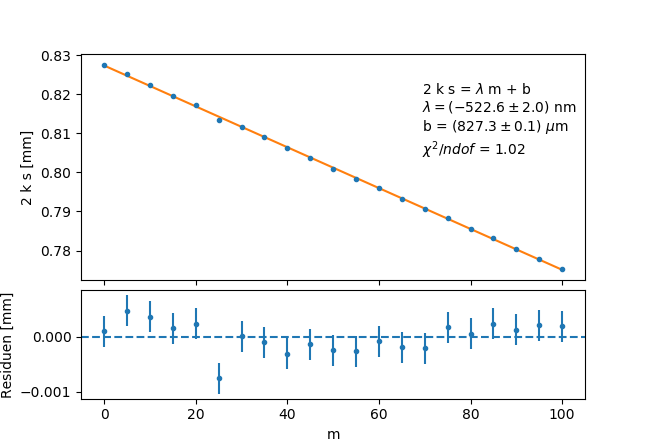 0.83
0.82
0.81
0.80
0.79
0.78
2 k s [mm]
2 k s = λ m + b
λ = (−522.6 ± 2.0) nm
b = (827.3 ± 0.1) μm
χ²/ndof = 1.02
0.000
−0.001
Residuen [mm]
0 20 40 60 80 100
m